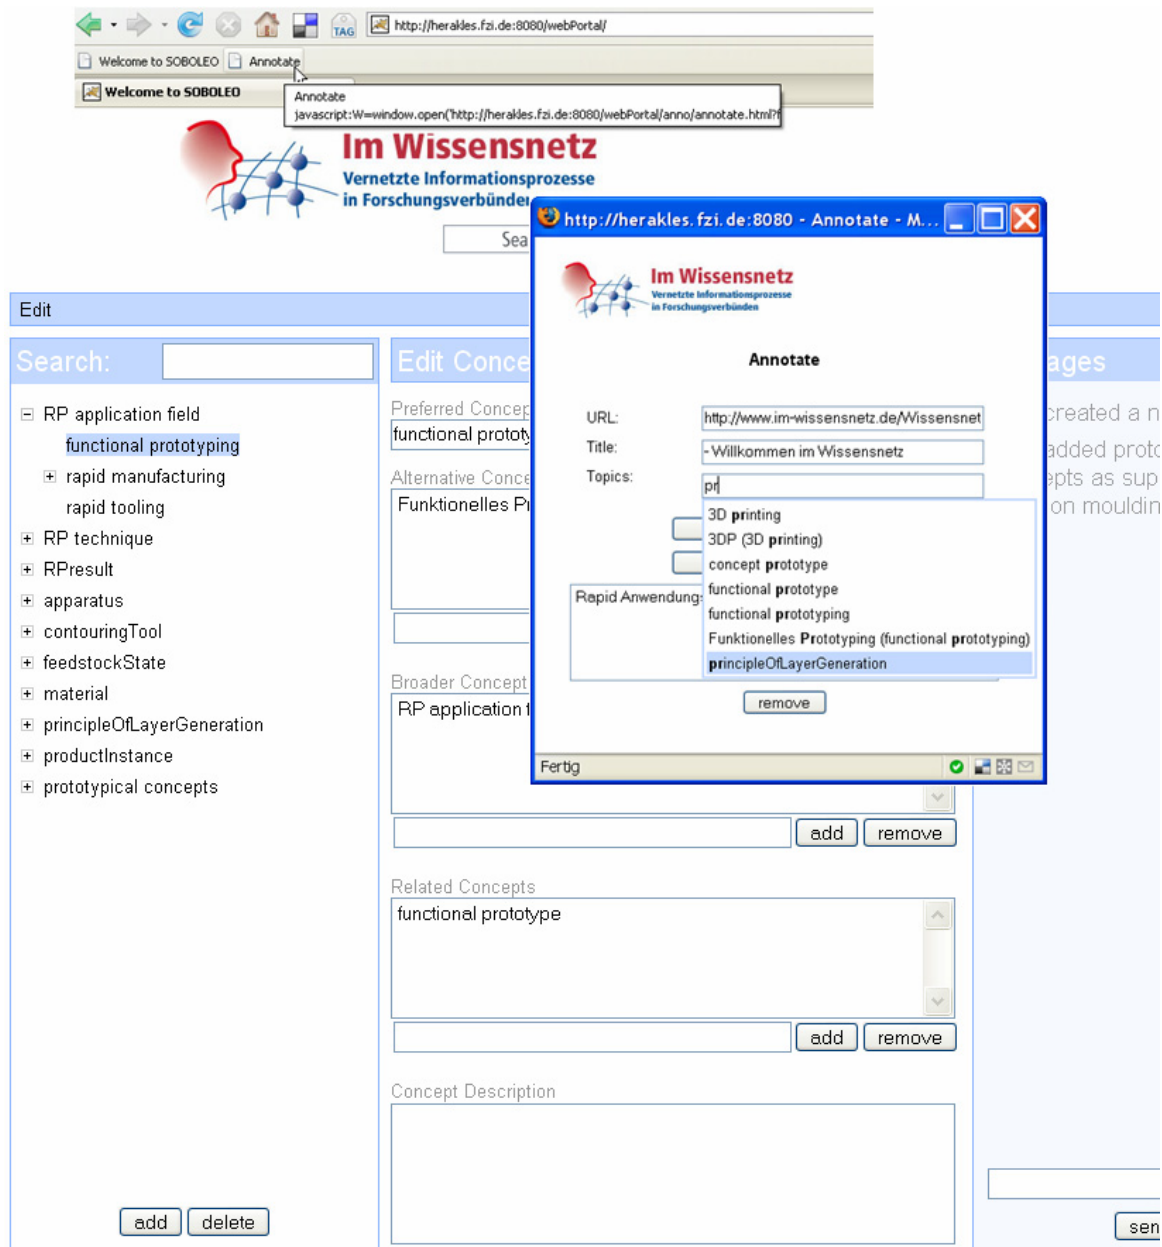 TAG
http://herakles.fzi.de:8080/webPortal/
Welcome to SOBOLEO
Annotate
Welcome to SOBOLEO
Annotate
javascript:W=window.open('http://herakles.fzi.de:8080/webPortal/anno/annotate.html?f
Im Wissensnetz
Vernetzte Informationsprozesse
in Forschungsverbünden
Sea
Edit
Search:
RP application field
functional prototyping
rapid manufacturing
rapid tooling
RP technique
RPresult
apparatus
contouringTool
feedstockState
material
principleOfLayerGeneration
productInstance
prototypical concepts
add delete
Edit Conce
Preferred Concep
functional prototy
Alternative Conce
Funktionelles Pr
Broader Concept
RP application f
add remove
Related Concepts
functional prototype
add remove
Concept Description
http://herakles.fzi.de:8080 - Annotate - M...
Im Wissensnetz
Vernetzte Informationsprozesse
in Forschungsverbünden
Annotate
URL: http://www.im-wissensnetz.de/Wissensnet
Title: - Willkommen im Wissensnetz
Topics: pr
3D printing
3DP (3D printing)
concept prototype
functional prototype
functional prototyping
Funktionelles Prototyping (functional prototyping)
principleOfLayerGeneration
Rapid Anwendung
remove
Fertig
ages
created a n
added proto
epts as sup
on mouldin
sen